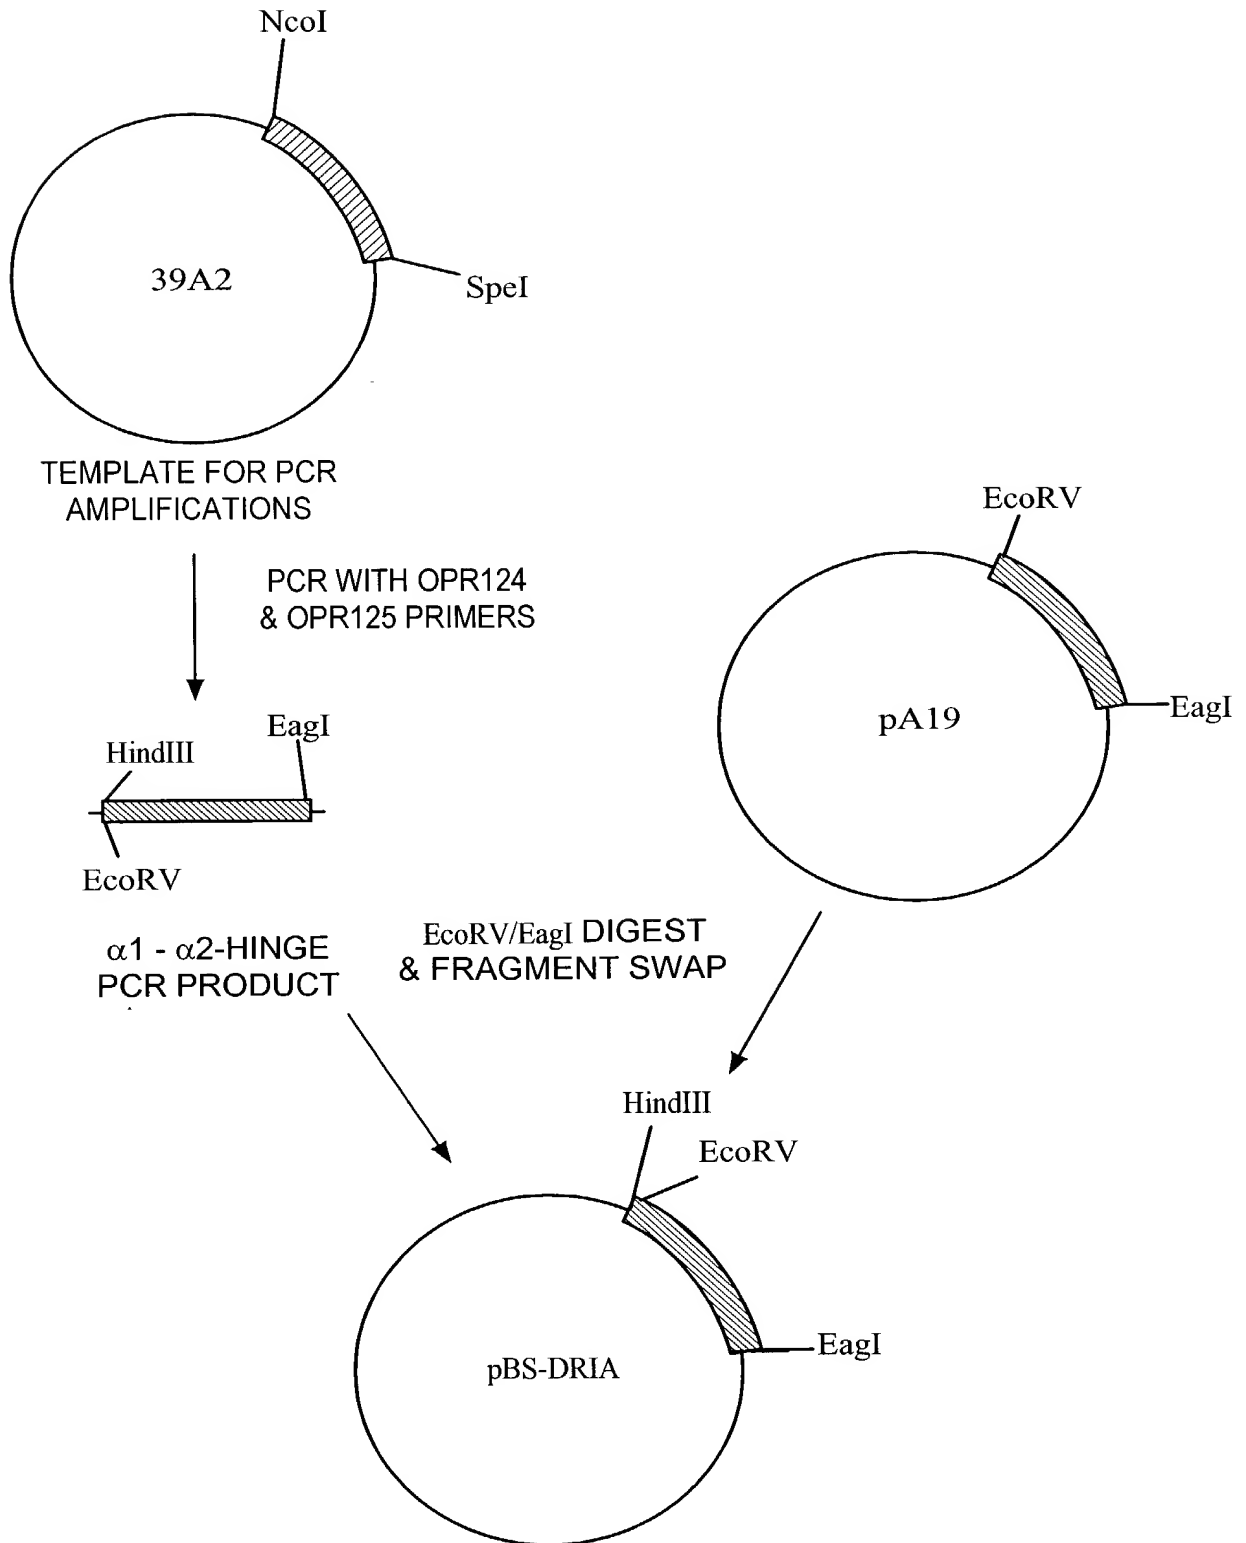 NcoI
39A2
SpeI
TEMPLATE FOR PCR
AMPLIFICATIONS
PCR WITH OPR124
& OPR125 PRIMERS
EcoRV
pA19
EagI
HindIII
EagI
EcoRV
α1 - α2-HINGE
PCR PRODUCT
EcoRV/EagI DIGEST
& FRAGMENT SWAP
HindIII
EcoRV
pBS-DRIA
EagI